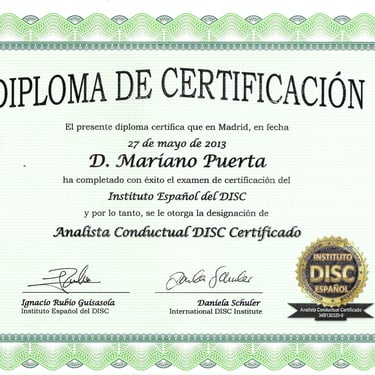 DIPLOMA DE CERTIFICACIÓN
El presente diploma certifica que en Madrid, en fecha
27 de mayo de 2013
D. Mariano Puerta
ha completado con éxito el examen de certificación del
Instituto Español del DISC
y por lo tanto, se le otorga la designación de
Analista Conductual DISC Certificado
Ignacio Rubio Guisasola
Instituto Español del DISC
Daniela Schuler
International DISC Institute
INSTITUTO
DISC
ESPAÑOL
Analista Conductual Certificado